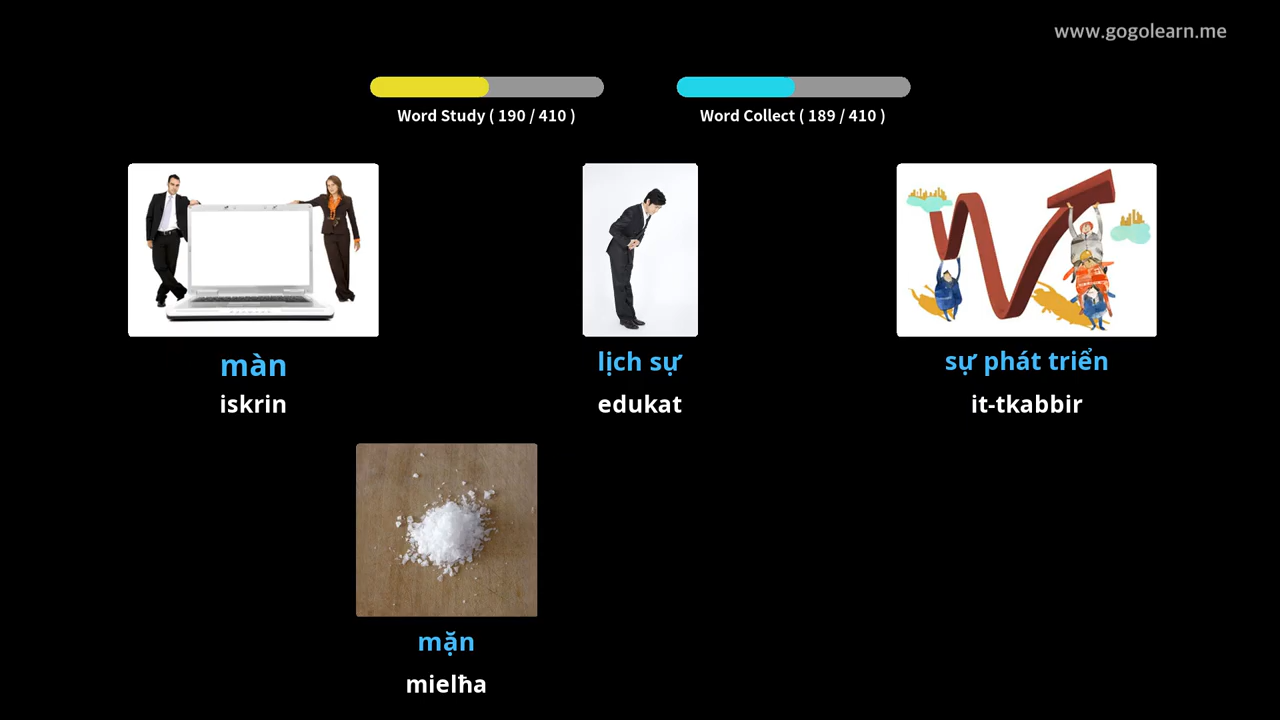 www.gogolearn.me
Word Study ( 190 / 410 )
Word Collect ( 189 / 410 )
màn
iskrin
lịch sự
edukat
sự phát triển
it-tkabbir
mặn
mielħa